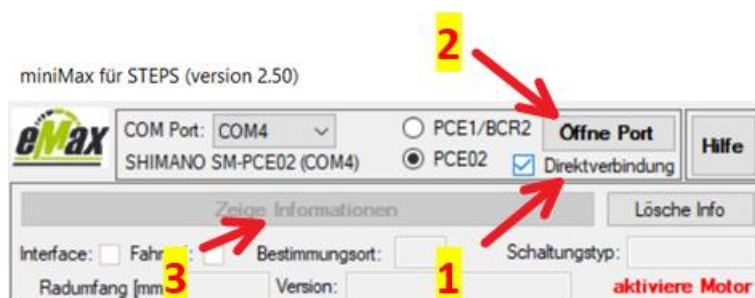 2
miniMax für STEPS (version 2.50)
eMax COM Port: COM4 PCE1/BCR2 Öffne Port Hilfe
SHIMANO SM-PCE02 (COM4) PCE02 Direktverbindung
Zeige Informationen Lösche Info
Interface: Bestimmungsort: Schaltungstyp:
3 1
Radumfang [mm Version: aktiviere Motor